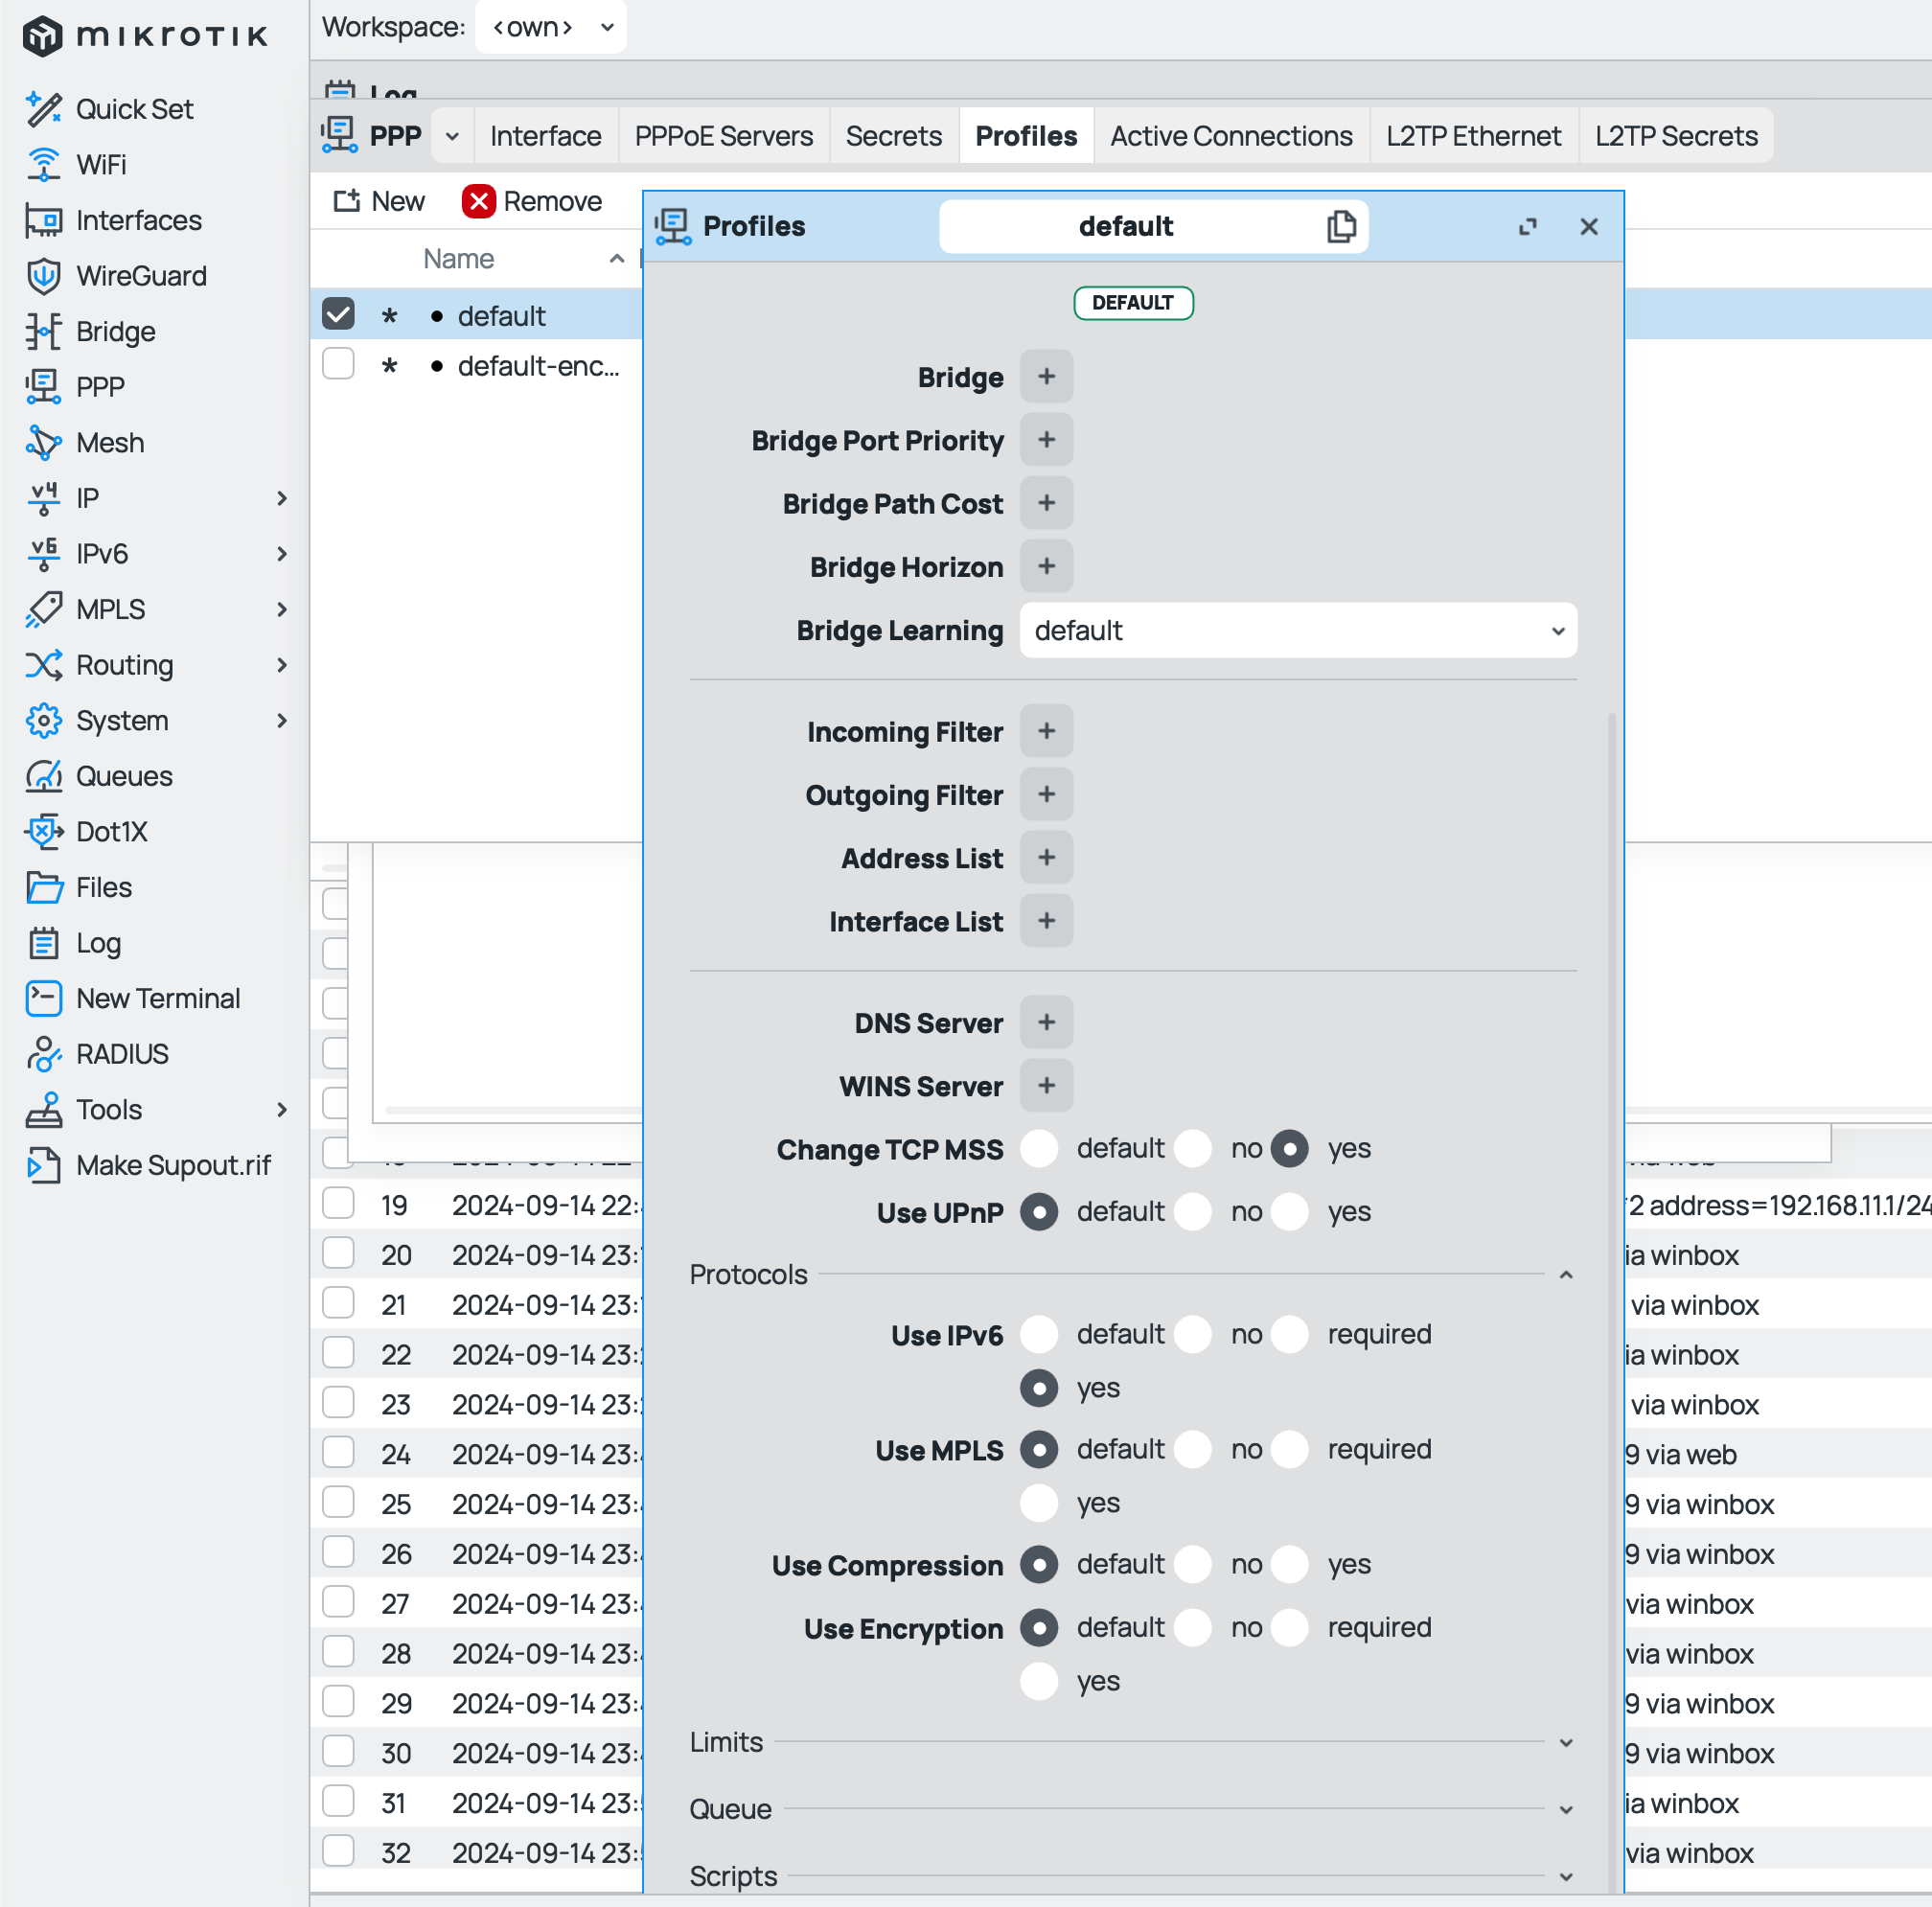 mikrotik
Workspace: <own>
Quick Set
WiFi
Interfaces
WireGuard
Bridge
PPP
Mesh
IP
IPv6
MPLS
Routing
System
Queues
Dot1X
Files
Log
New Terminal
RADIUS
Tools
Make Supout.rif
Log
PPP Interface PPPoE Servers Secrets Profiles Active Connections L2TP Ethernet L2TP Secrets
New Remove
Name
* • default
* • default-enc...
Profiles default
DEFAULT
Bridge +
Bridge Port Priority +
Bridge Path Cost +
Bridge Horizon +
Bridge Learning default
Incoming Filter +
Outgoing Filter +
Address List +
Interface List +
DNS Server +
WINS Server +
Change TCP MSS default no yes
Use UPnP default no yes
Protocols
Use IPv6 default no required
yes
Use MPLS default no required
yes
Use Compression default no yes
Use Encryption default no required
yes
Limits
Queue
Scripts
19 2024-09-14 22:
20 2024-09-14 23:
21 2024-09-14 23:
22 2024-09-14 23:
23 2024-09-14 23:
24 2024-09-14 23:
25 2024-09-14 23:
26 2024-09-14 23:
27 2024-09-14 23:
28 2024-09-14 23:
29 2024-09-14 23:
30 2024-09-14 23:
31 2024-09-14 23:
32 2024-09-14 23:
2 address=192.168.11.1/24
ia winbox
via winbox
ia winbox
via winbox
9 via web
9 via winbox
9 via winbox
via winbox
via winbox
9 via winbox
9 via winbox
ia winbox
via winbox